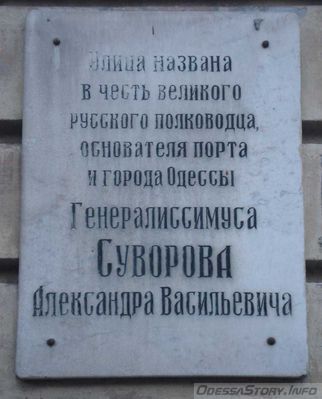 Улица названа
в честь великого
русского полководца,
основателя порта
и города Одессы
Генералиссимуса
СУВОРОВА
Александра Васильевича
OdessaStory.Info